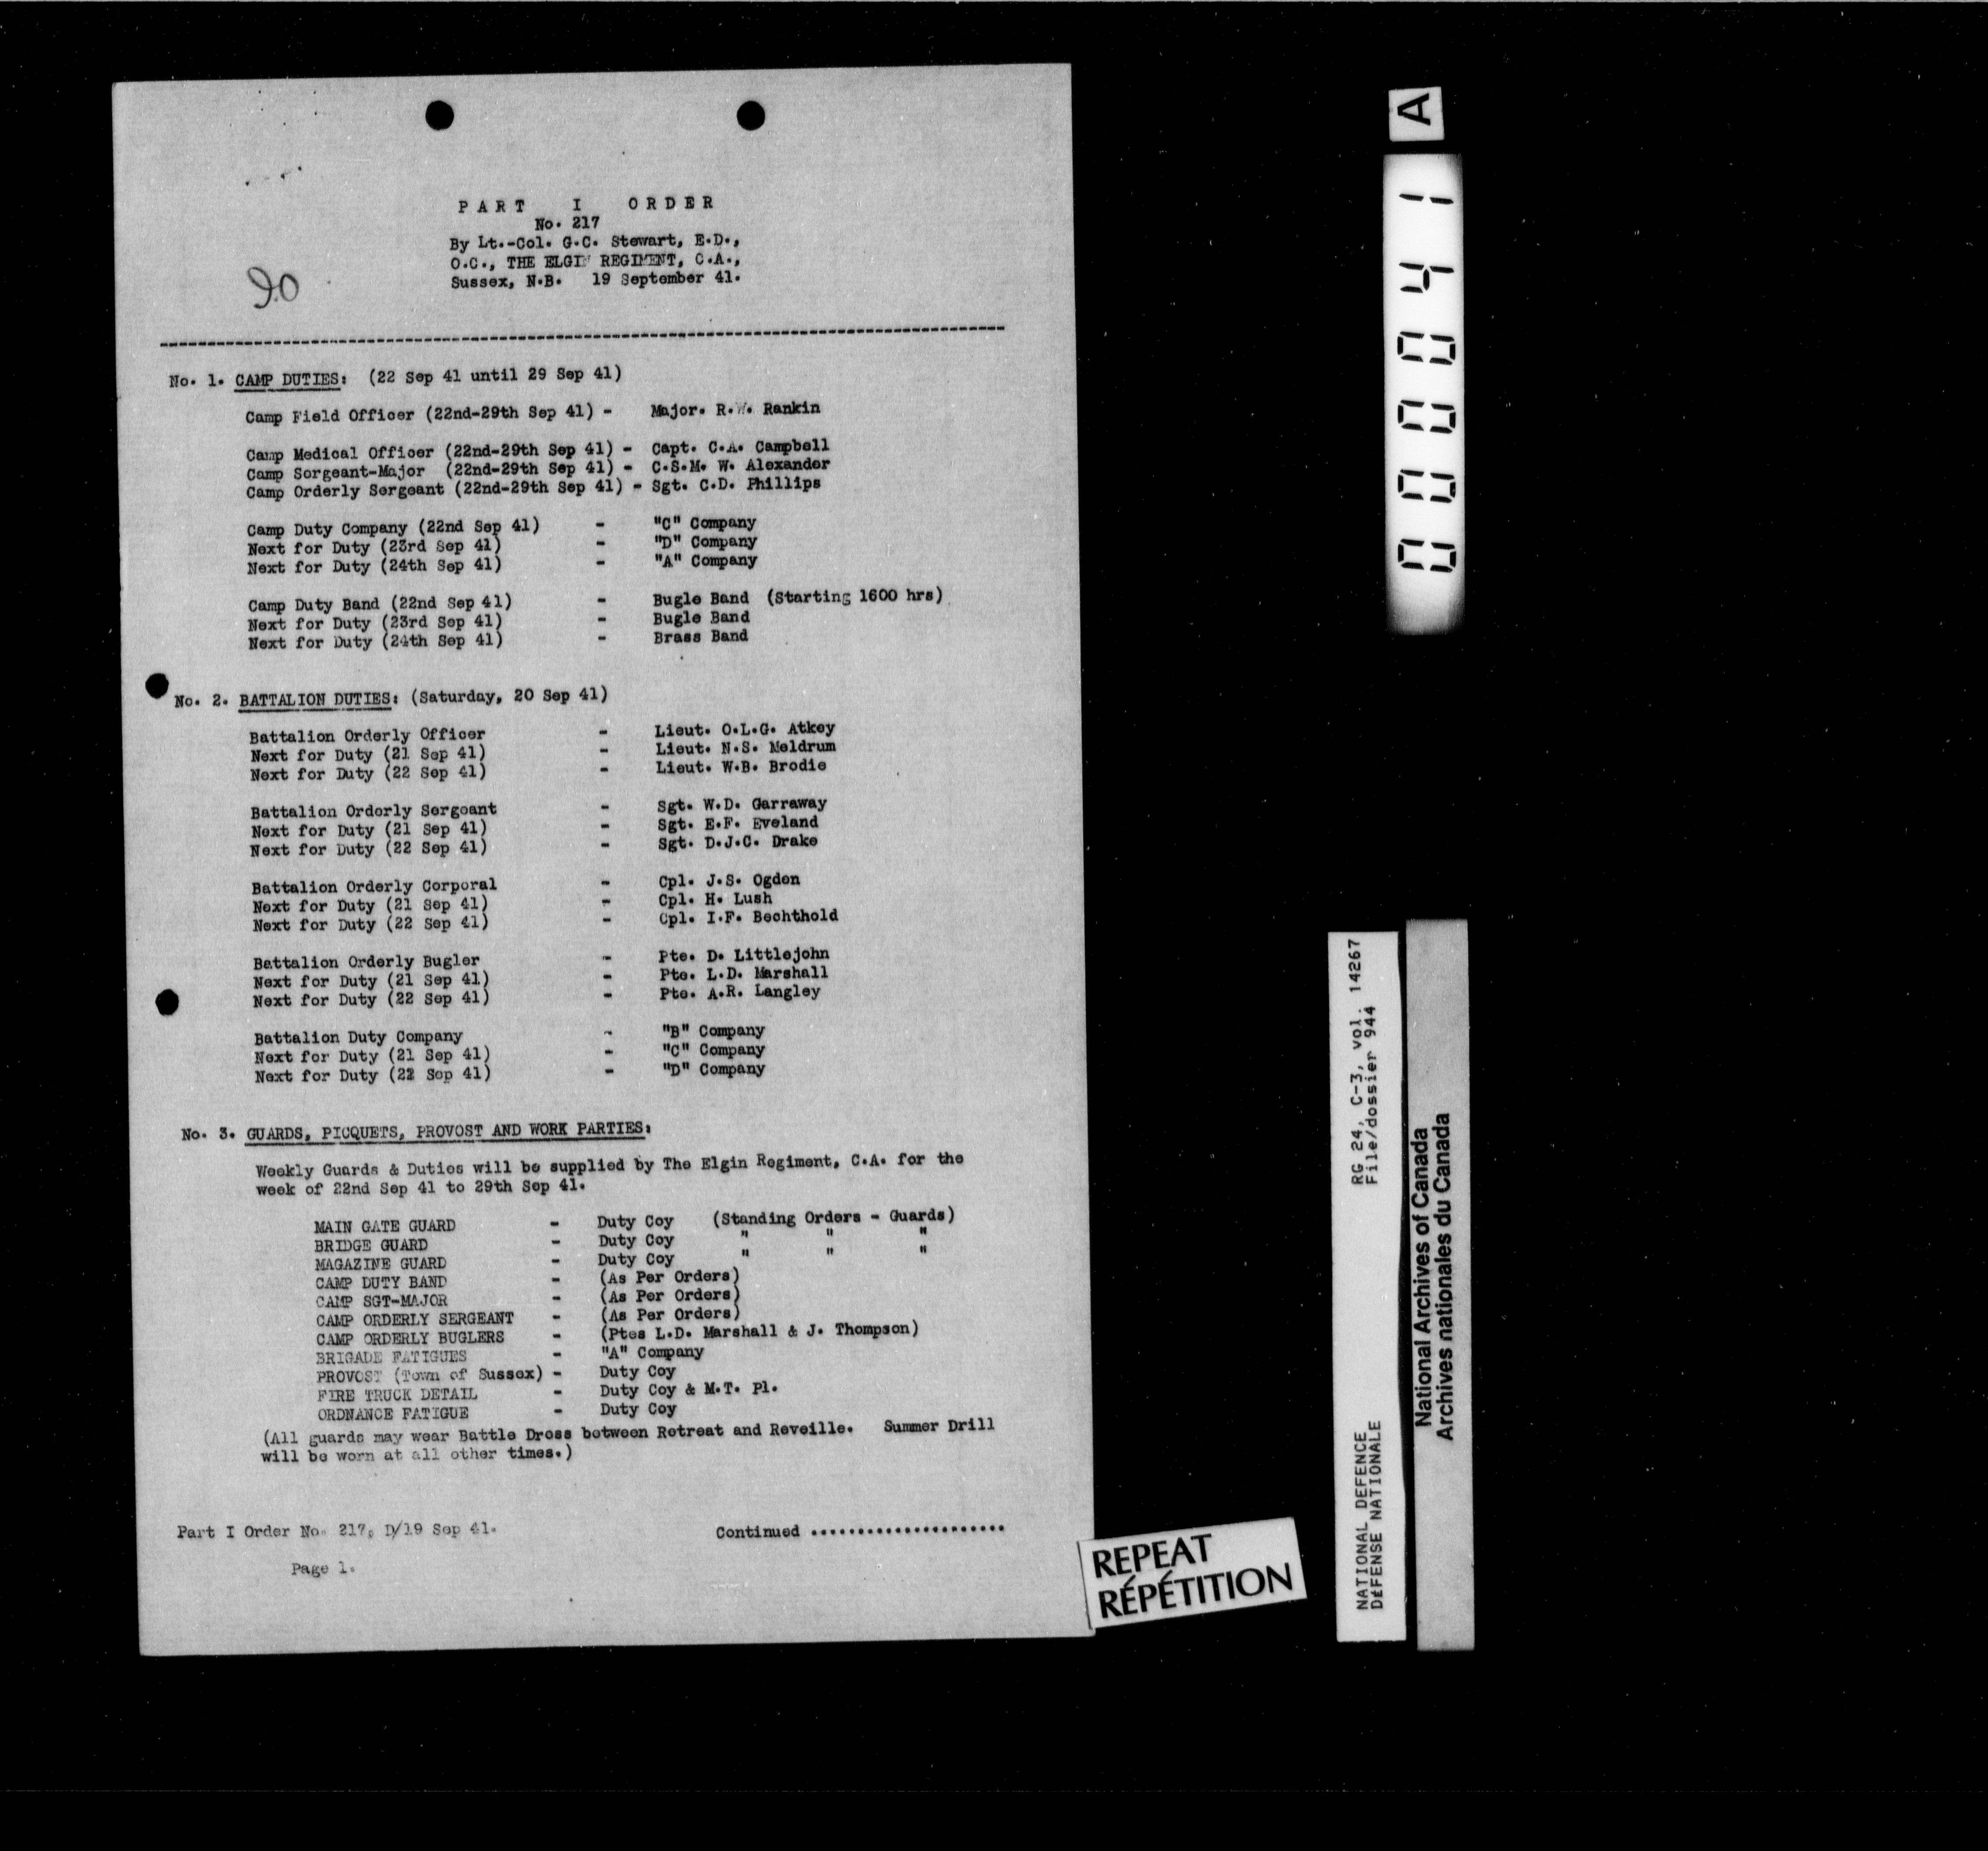 PART I ORDER
No. 217
By Lt.-Col. G.C. Stewart, E.D.,
O.C., THE ELGIN REGIMENT, C.A.,
Sussex, N.B. 19 September 41.
90
No. 1. CAMP DUTIES: (22 Sep 41 until 29 Sep 41)
Camp Field Officer (22nd-29th Sep 41) - Major. R.W. Rankin
Camp Medical Officer (22nd-29th Sep 41) - Capt. C.A. Campbell
Camp Sergeant-Major (22nd-29th Sep 41) - C.S.M. W. Alexander
Camp Orderly Sergeant (22nd-29th Sep 41) - Sgt. C.D. Phillips
Camp Duty Company (22nd Sep 41) - "C" Company
Next for Duty (23rd Sep 41) - "D" Company
Next for Duty (24th Sep 41) - "A" Company
Camp Duty Band (22nd Sep 41) - Bugle Band (Starting 1600 hrs)
Next for Duty (23rd Sep 41) - Bugle Band
Next for Duty (24th Sep 41) - Brass Band
No. 2. BATTALION DUTIES: (Saturday, 20 Sep 41)
Battalion Orderly Officer - Lieut. O.L.G. Atkey
Next for Duty (21 Sep 41) - Lieut. N.S. Meldrum
Next for Duty (22 Sep 41) - Lieut. W.B. Brodie
Battalion Orderly Sergeant - Sgt. W.D. Garraway
Next for Duty (21 Sep 41) - Sgt. E.F. Eveland
Next for Duty (22 Sep 41) - Sgt. D.J.C. Drake
Battalion Orderly Corporal - Cpl. J.S. Ogden
Next for Duty (21 Sep 41) - Cpl. H. Lush
Next for Duty (22 Sep 41) - Cpl. I.F. Bechthold
Battalion Orderly Bugler - Pte. D. Littlejohn
Next for Duty (21 Sep 41) - Pte. L.D. Marshall
Next for Duty (22 Sep 41) - Pte. A.R. Langley
Battalion Duty Company - "B" Company
Next for Duty (21 Sep 41) - "C" Company
Next for Duty (22 Sep 41) - "D" Company
No. 3. GUARDS, PICQUETS, PROVOST AND WORK PARTIES:
Weekly Guards & Duties will be supplied by The Elgin Regiment, C.A. for the
week of 22nd Sep 41 to 29th Sep 41.
MAIN GATE GUARD - Duty Coy (Standing Orders - Guards)
BRIDGE GUARD - Duty Coy " " "
MAGAZINE GUARD - Duty Coy " " "
CAMP DUTY BAND - (As Per Orders)
CAMP SGT-MAJOR - (As Per Orders)
CAMP ORDERLY SERGEANT - (As Per Orders)
CAMP ORDERLY BUGLERS - (Ptes L.D. Marshall & J. Thompson)
BRIGADE FATIGUES - "A" Company
PROVOST (Town of Sussex) - Duty Coy
FIRE TRUCK DETAIL - Duty Coy & M.T. Pl.
ORDNANCE FATIGUE - Duty Coy
(All guards may wear Battle Dress between Retreat and Reveille. Summer Drill
will be worn at all other times.)
Part I Order No. 217, D/19 Sep 41.
Continued ......................
Page 1.
REPEAT
RÉPÉTITION
A
000041
NATIONAL DEFENCE RG 24, C-3, vol. 14267
DéFENSE NATIONALE File/dossier 944
National Archives of Canada
Archives nationales du Canada